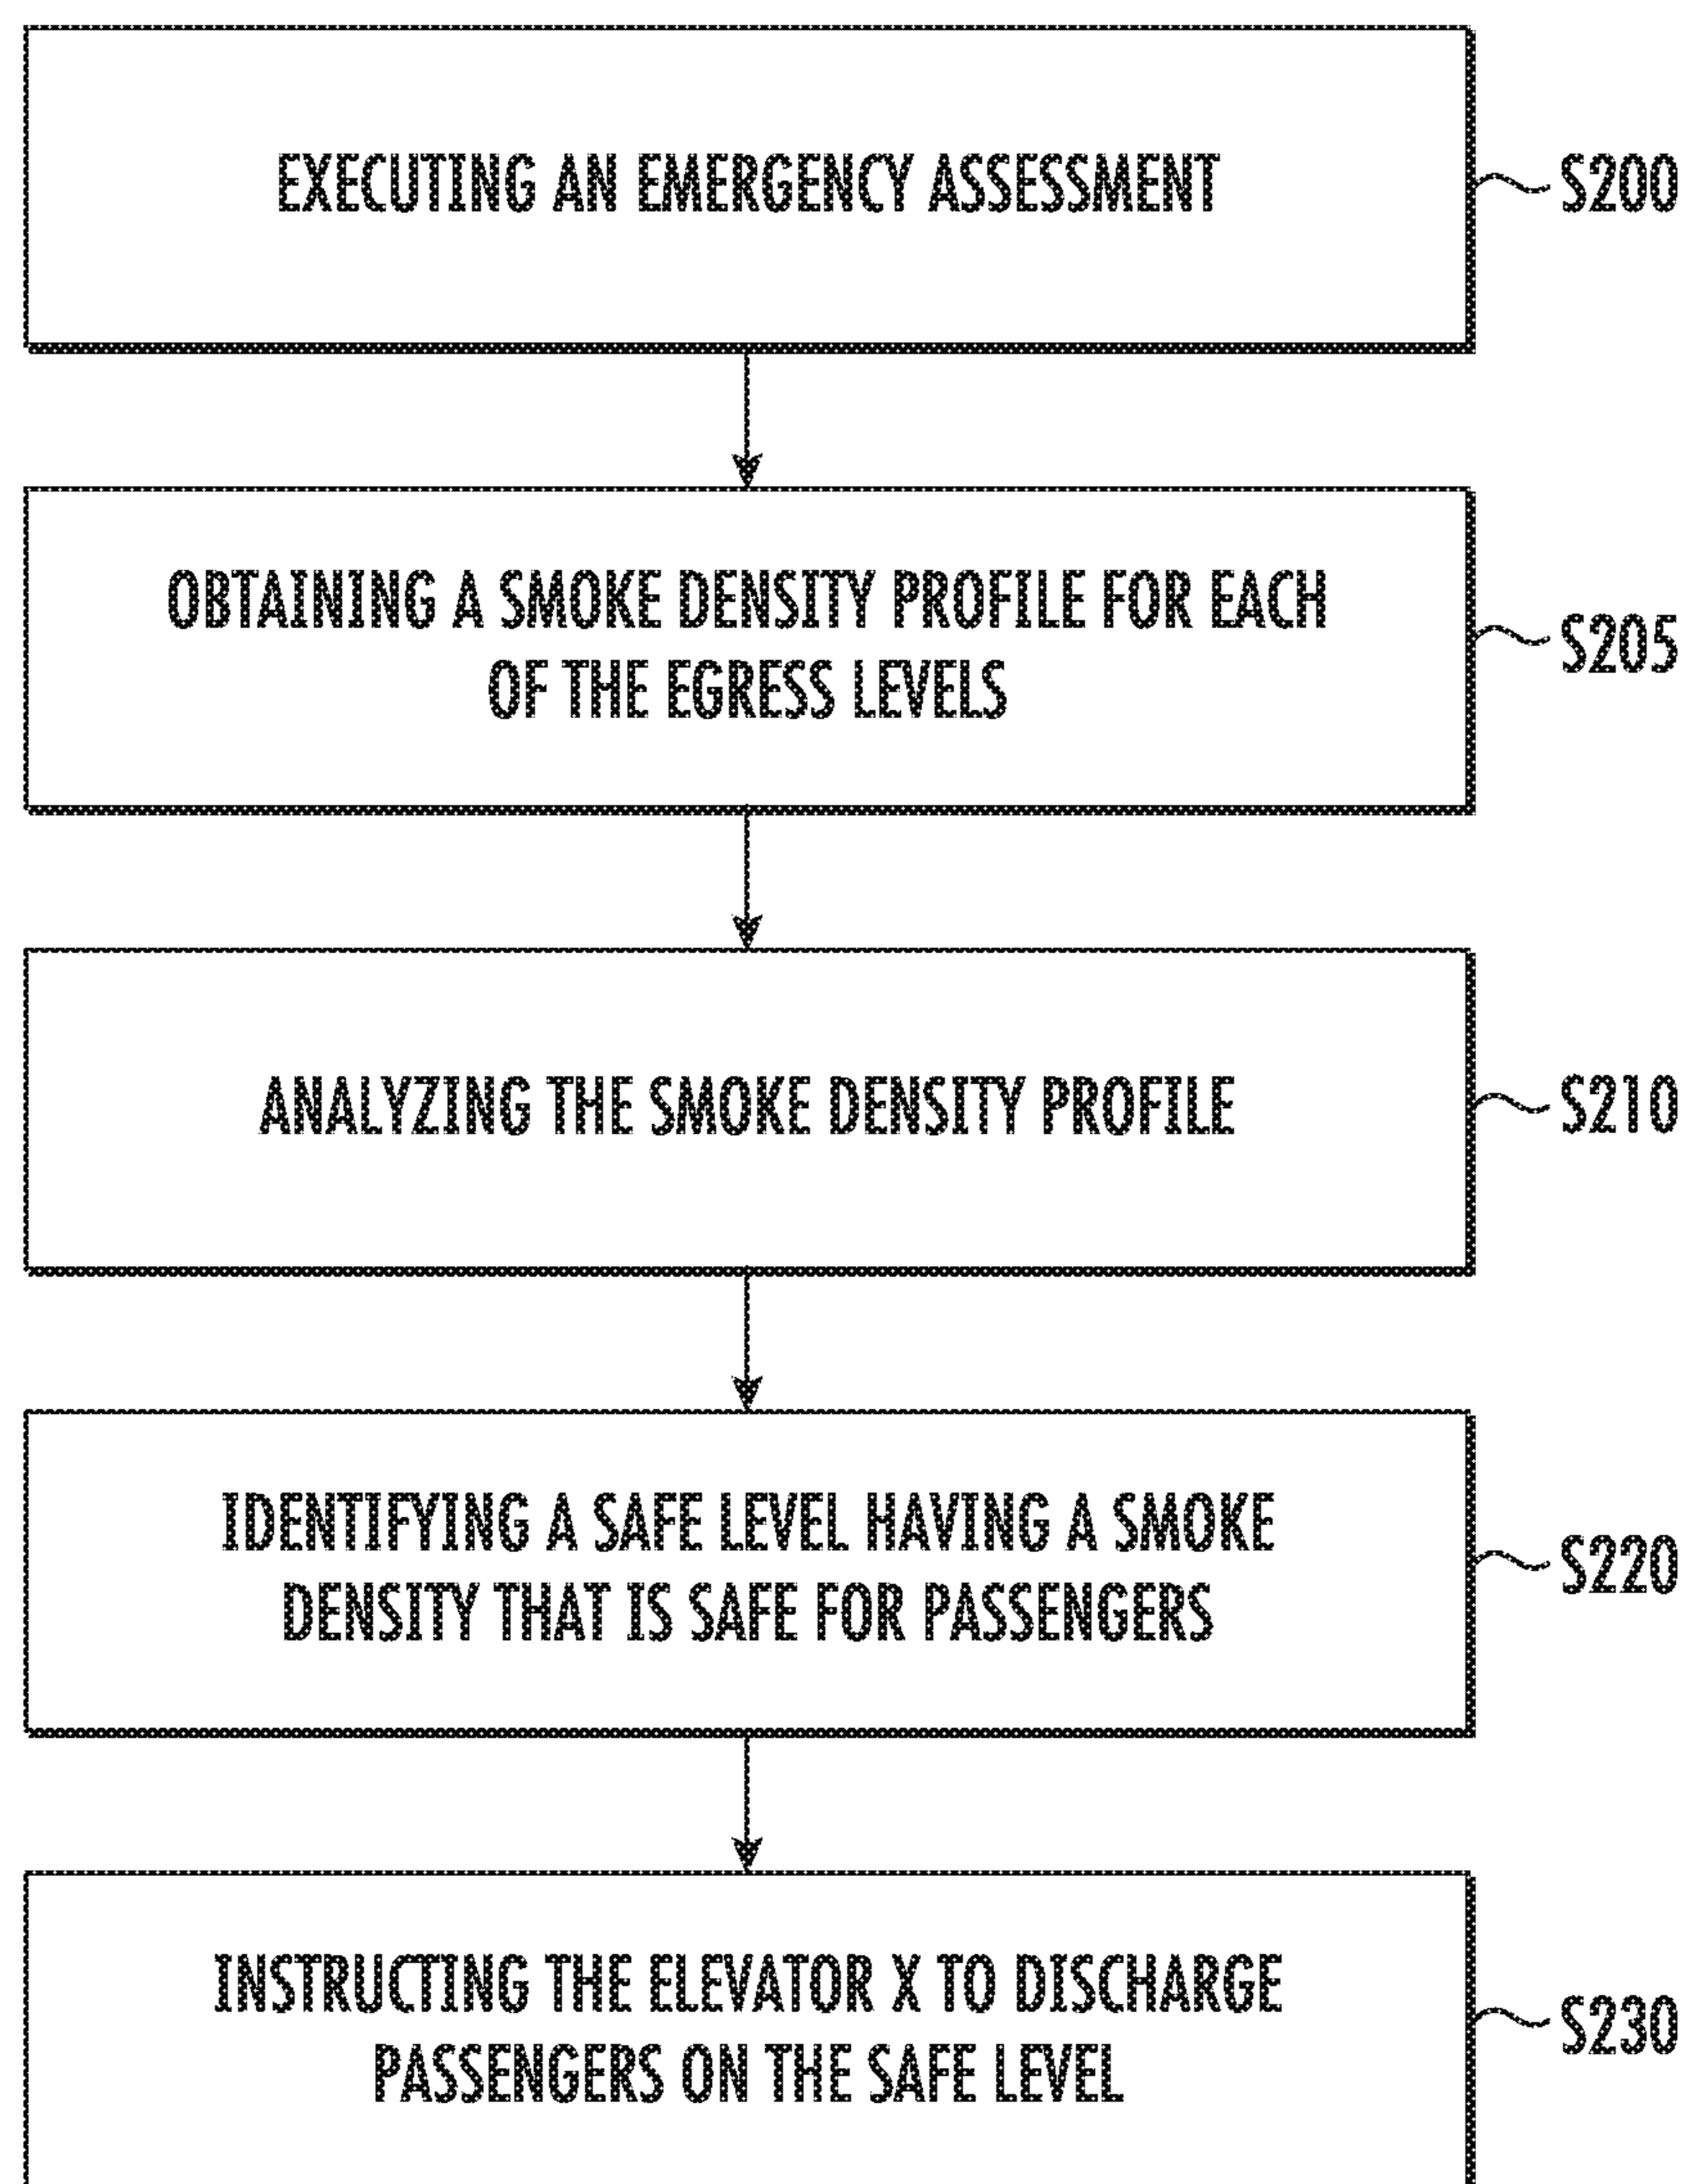 EXECUTING AN EMERGENCY ASSESSMENT
S200
OBTAINING A SMOKE DENSITY PROFILE FOR EACH
OF THE EGRESS LEVELS
S205
ANALYZING THE SMOKE DENSITY PROFILE
S210
IDENTIFYING A SAFE LEVEL HAVING A SMOKE
DENSITY THAT IS SAFE FOR PASSENGERS
S220
INSTRUCTING THE ELEVATOR X TO DISCHARGE
PASSENGERS ON THE SAFE LEVEL
S230